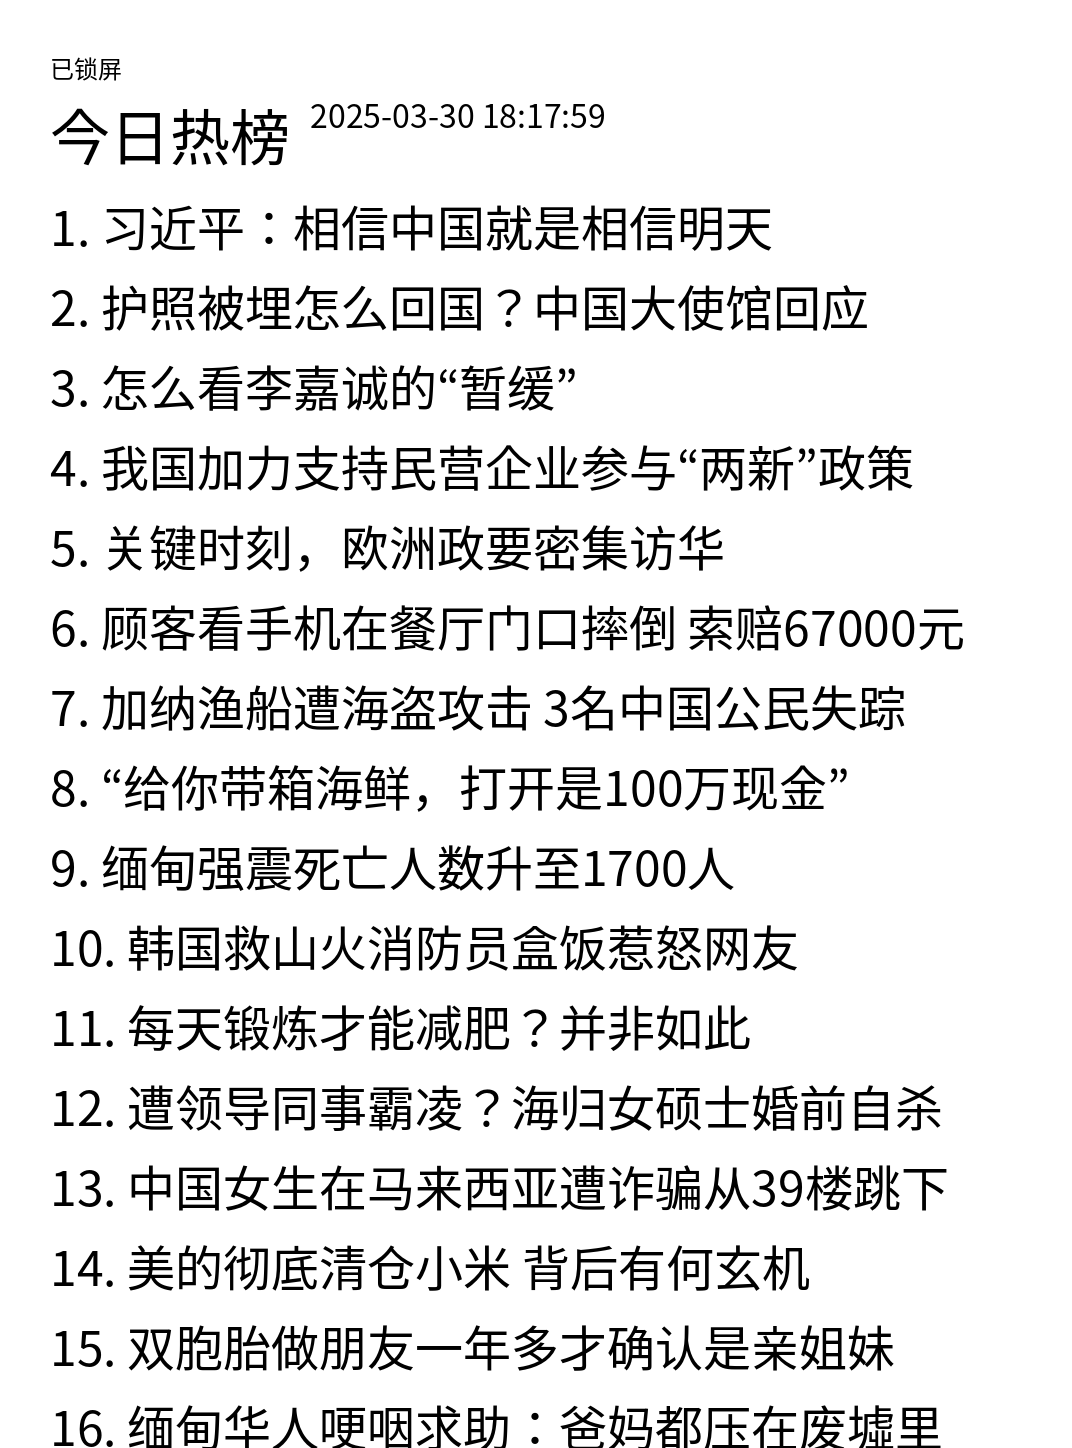 已锁屏
今日热榜 2025-03-30 18:17:59
1. 习近平：相信中国就是相信明天
2. 护照被埋怎么回国？中国大使馆回应
3. 怎么看李嘉诚的“暂缓”
4. 我国加力支持民营企业参与“两新”政策
5. 关键时刻，欧洲政要密集访华
6. 顾客看手机在餐厅门口摔倒 索赔67000元
7. 加纳渔船遭海盗攻击 3名中国公民失踪
8. “给你带箱海鲜，打开是100万现金”
9. 缅甸强震死亡人数升至1700人
10. 韩国救山火消防员盒饭惹怒网友
11. 每天锻炼才能减肥？并非如此
12. 遭领导同事霸凌？海归女硕士婚前自杀
13. 中国女生在马来西亚遭诈骗从39楼跳下
14. 美的彻底清仓小米 背后有何玄机
15. 双胞胎做朋友一年多才确认是亲姐妹
16. 缅甸华人哽咽求助：爸妈都压在废墟里